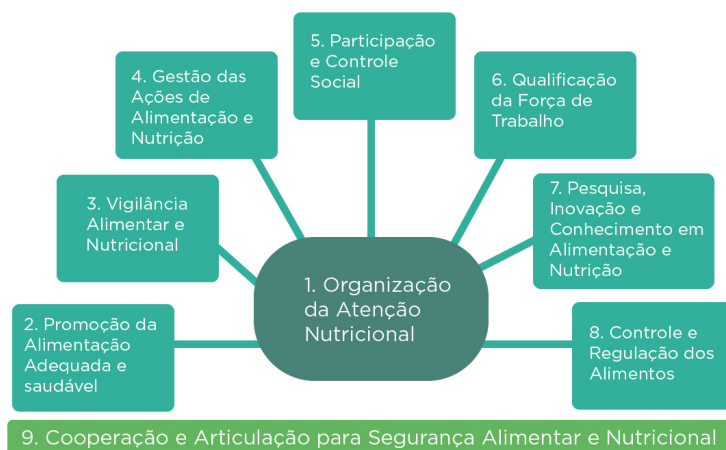 1. Organização
da Atenção
Nutricional
2. Promoção da
Alimentação
Adequada e
saudável
3. Vigilância
Alimentar e
Nutricional
4. Gestão das
Ações de
Alimentação e
Nutrição
5. Participação
e Controle
Social
6. Qualificação
da Força de
Trabalho
7. Pesquisa,
Inovação e
Conhecimento em
Alimentação e
Nutrição
8. Controle e
Regulação dos
Alimentos
9. Cooperação e Articulação para Segurança Alimentar e Nutricional